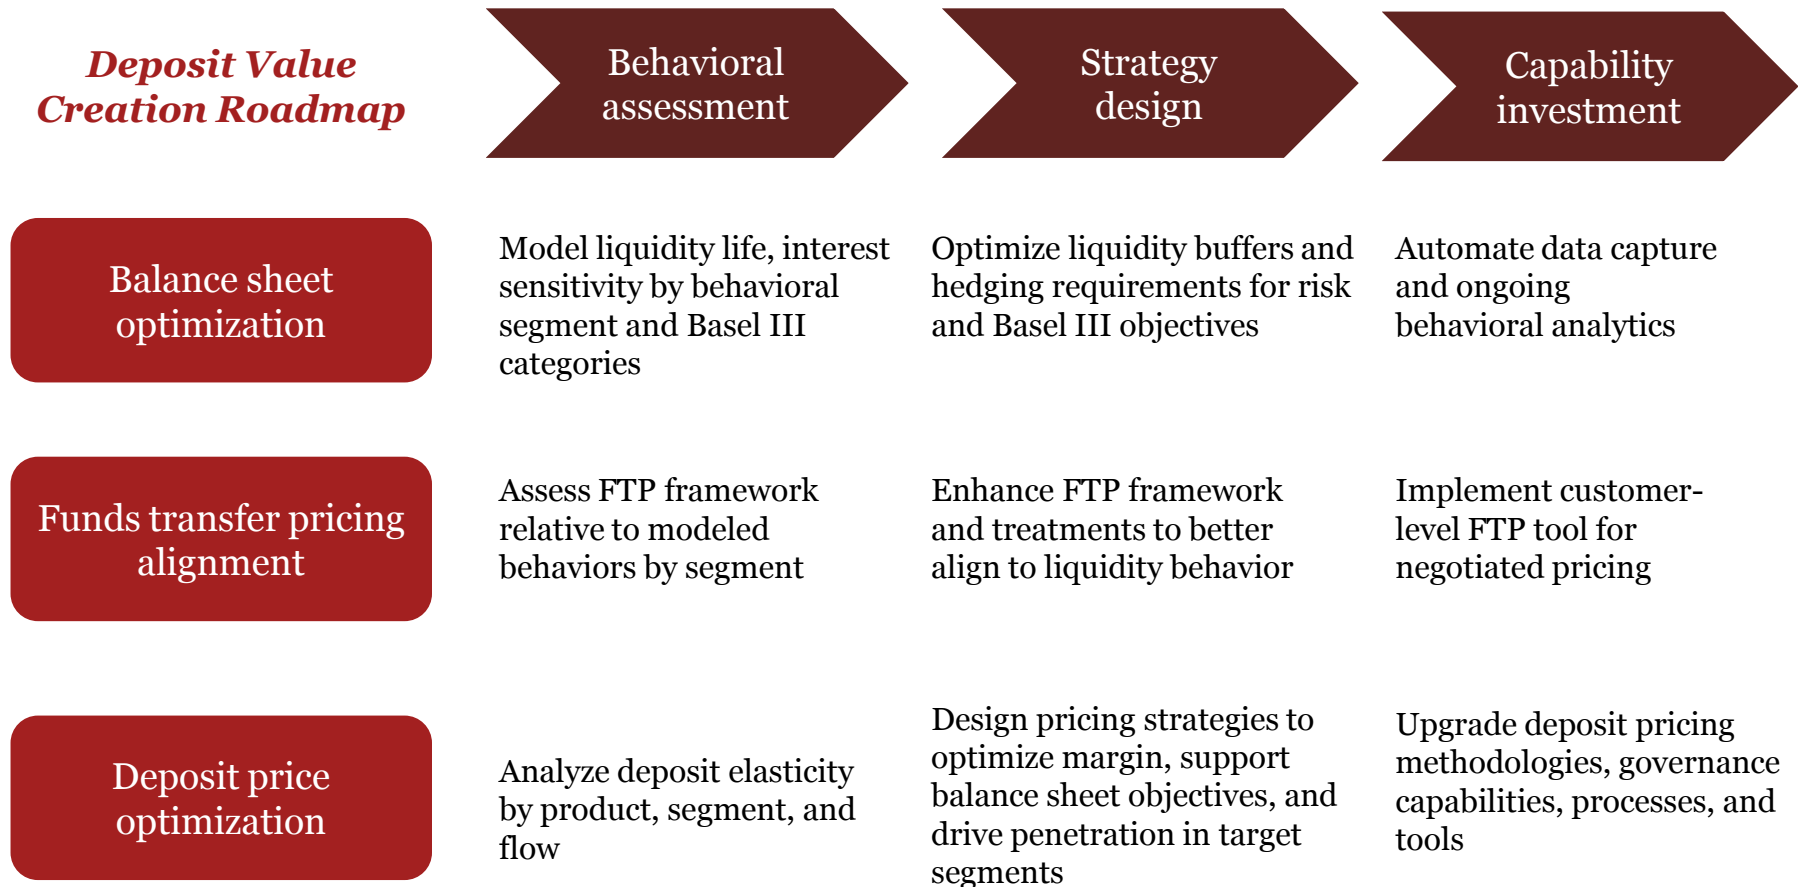 Deposit Value
Creation Roadmap
Behavioral
assessment
Strategy
design
Capability
investment
Balance sheet
optimization
Model liquidity life, interest
sensitivity by behavioral
segment and Basel III
categories
Optimize liquidity buffers and
hedging requirements for risk
and Basel III objectives
Automate data capture
and ongoing
behavioral analytics
Funds transfer pricing
alignment
Assess FTP framework
relative to modeled
behaviors by segment
Enhance FTP framework
and treatments to better
align to liquidity behavior
Implement customer-
level FTP tool for
negotiated pricing
Deposit price
optimization
Analyze deposit elasticity
by product, segment, and
flow
Design pricing strategies to
optimize margin, support
balance sheet objectives, and
drive penetration in target
segments
Upgrade deposit pricing
methodologies, governance
capabilities, processes, and
tools